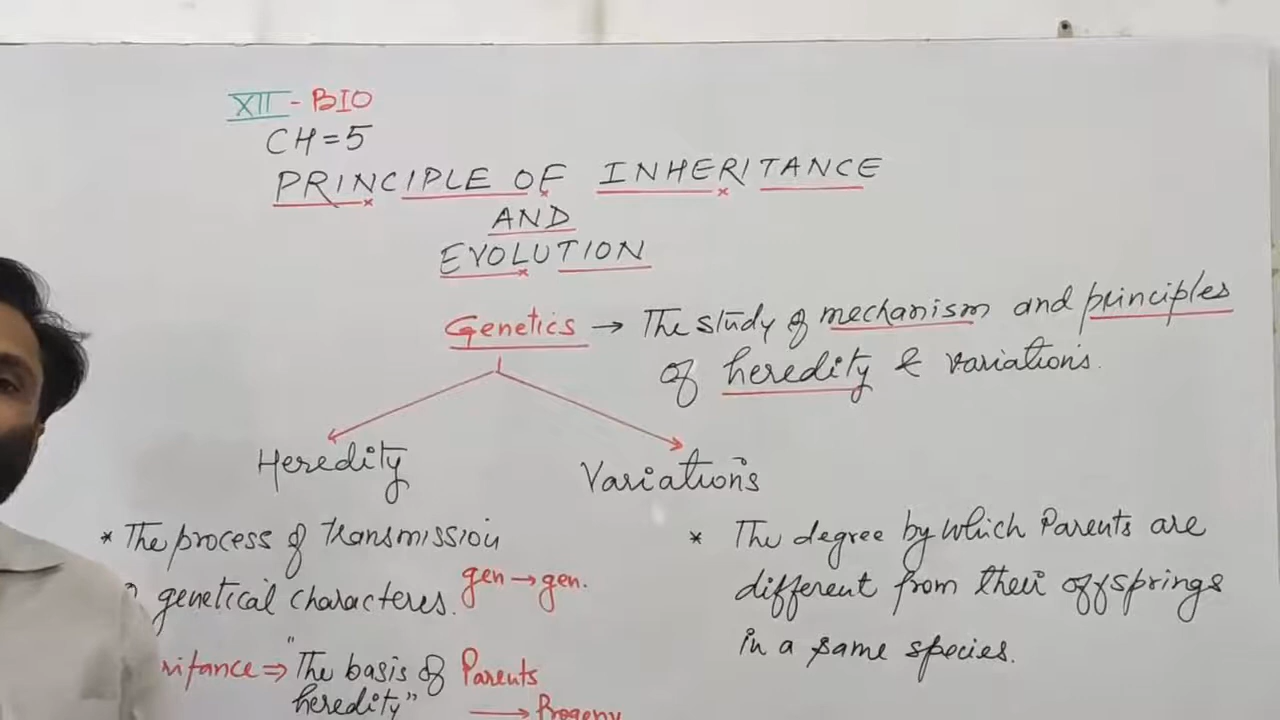 XII - BIO
CH=5
PRINCIPLE OF INHERITANCE
AND
EVOLUTION
Genetics → The study of mechanism and principles
of heredity & variations.
Heredity
Variations
* The process of transmission
genetical characteres. gen → gen.
ritance ⇒ "The basis of Parents
heredity" → Progeny
* The degree by which Parents are
different from their offsprings
in a same species.